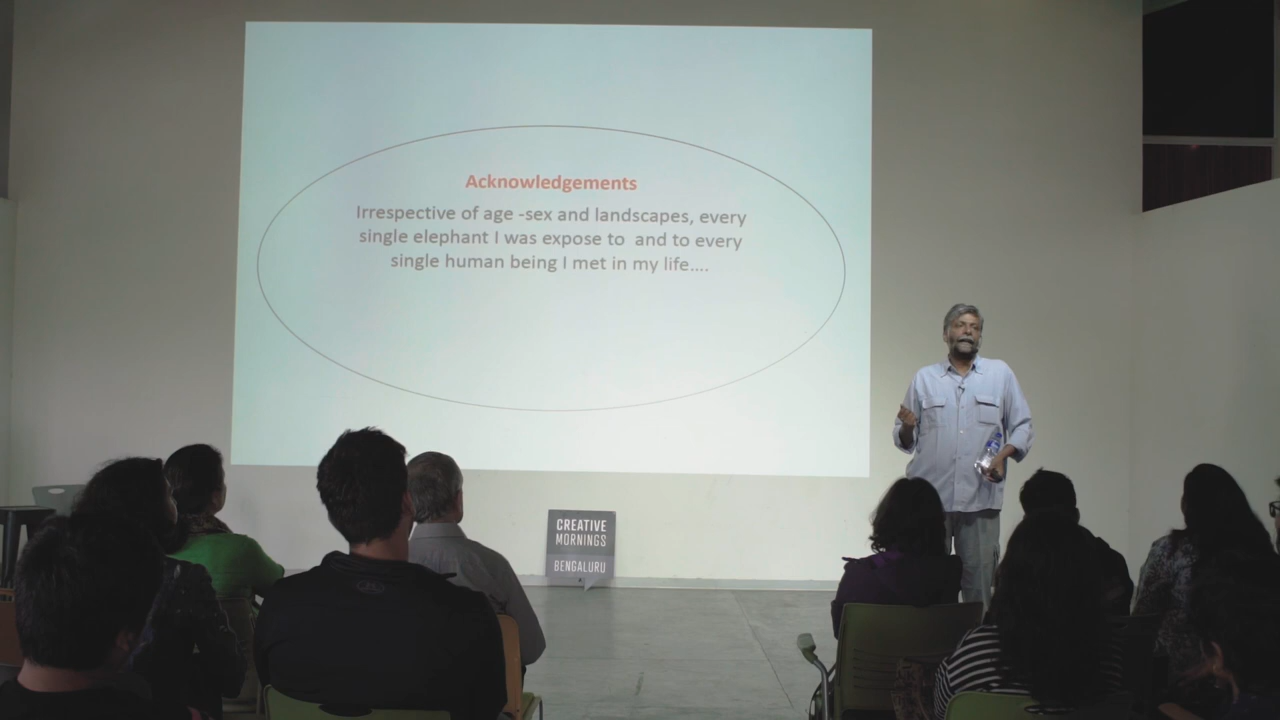 Acknowledgements
Irrespective of age -sex and landscapes, every
single elephant I was expose to and to every
single human being I met in my life....
CREATIVE
MORNINGS
BENGALURU